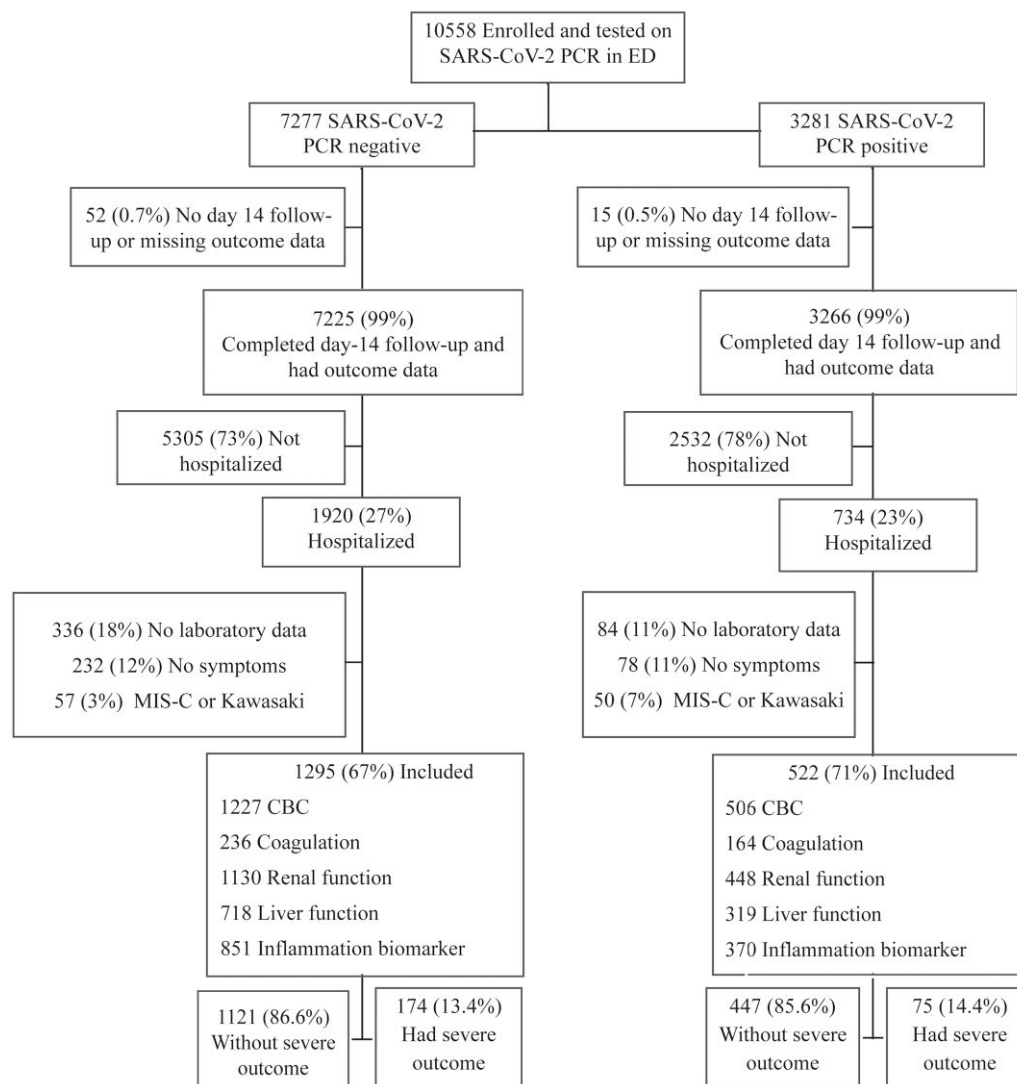 10558 Enrolled and tested on
SARS-CoV-2 PCR in ED
7277 SARS-CoV-2
PCR negative
3281 SARS-CoV-2
PCR positive
52 (0.7%) No day 14 follow-
up or missing outcome data
15 (0.5%) No day 14 follow-
up or missing outcome data
7225 (99%)
Completed day-14 follow-up and
had outcome data
3266 (99%)
Completed day 14 follow-up and
had outcome data
5305 (73%) Not
hospitalized
2532 (78%) Not
hospitalized
1920 (27%)
Hospitalized
734 (23%)
Hospitalized
336 (18%) No laboratory data
232 (12%) No symptoms
57 (3%) MIS-C or Kawasaki
84 (11%) No laboratory data
78 (11%) No symptoms
50 (7%) MIS-C or Kawasaki
1295 (67%) Included
1227 CBC
236 Coagulation
1130 Renal function
718 Liver function
851 Inflammation biomarker
522 (71%) Included
506 CBC
164 Coagulation
448 Renal function
319 Liver function
370 Inflammation biomarker
1121 (86.6%)
Without severe
outcome
174 (13.4%)
Had severe
outcome
447 (85.6%)
Without severe
outcome
75 (14.4%)
Had severe
outcome